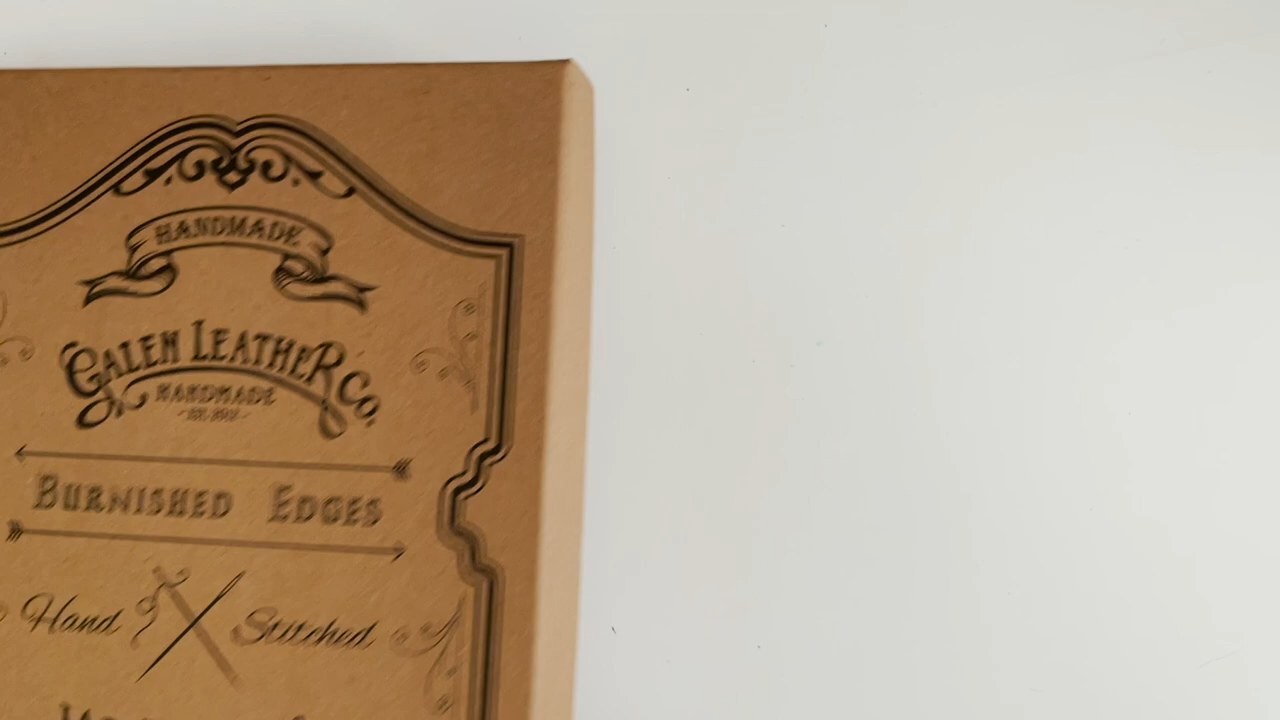 HANDMADE
GALEN LEATHER CO.
HANDMADE
BURNISHED EDGES
Hand Stitched